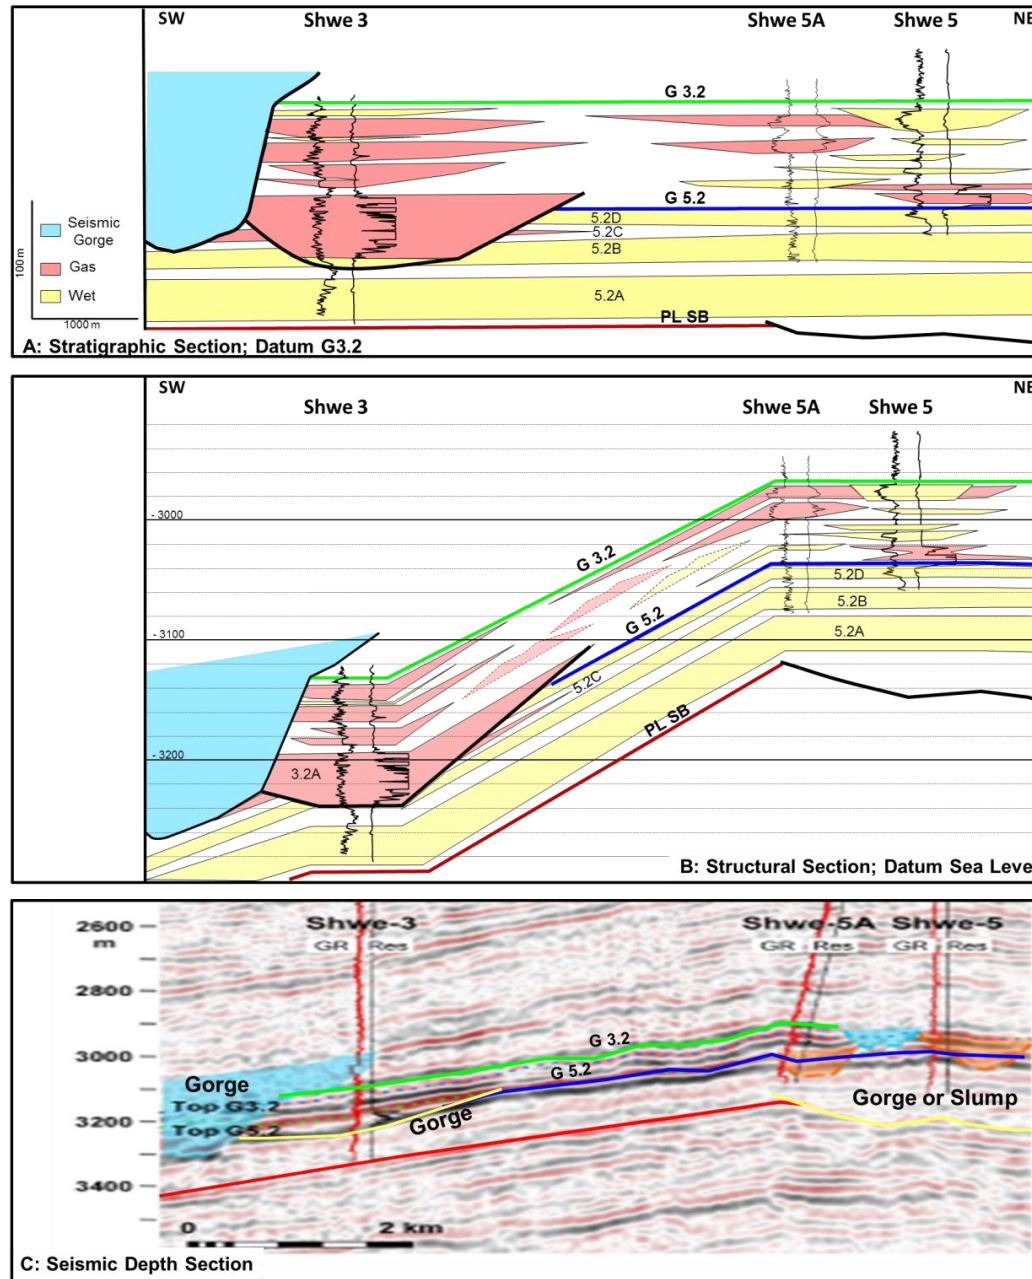 SW Shwe 3 Shwe 5A Shwe 5 NE
G 3.2
G 5.2
5.2D
5.2C
5.2B
5.2A
PL SB
100 m
Seismic
Gorge
Gas
Wet
1000 m
A: Stratigraphic Section; Datum G3.2
SW Shwe 3 Shwe 5A Shwe 5 NE
- 3000
G 3.2
G 5.2
5.2D
5.2B
5.2A
- 3100
5.2C
PL SB
- 3200
3.2A
B: Structural Section; Datum Sea Level
2600
m
2800
3000
3200
3400
Shwe-3 Shwe-5A Shwe-5
GR Res GR Res GR Res
G 3.2
G 5.2
Gorge
Top G3.2
Top G5.2
Gorge
Gorge or Slump
0 2 km
C: Seismic Depth Section